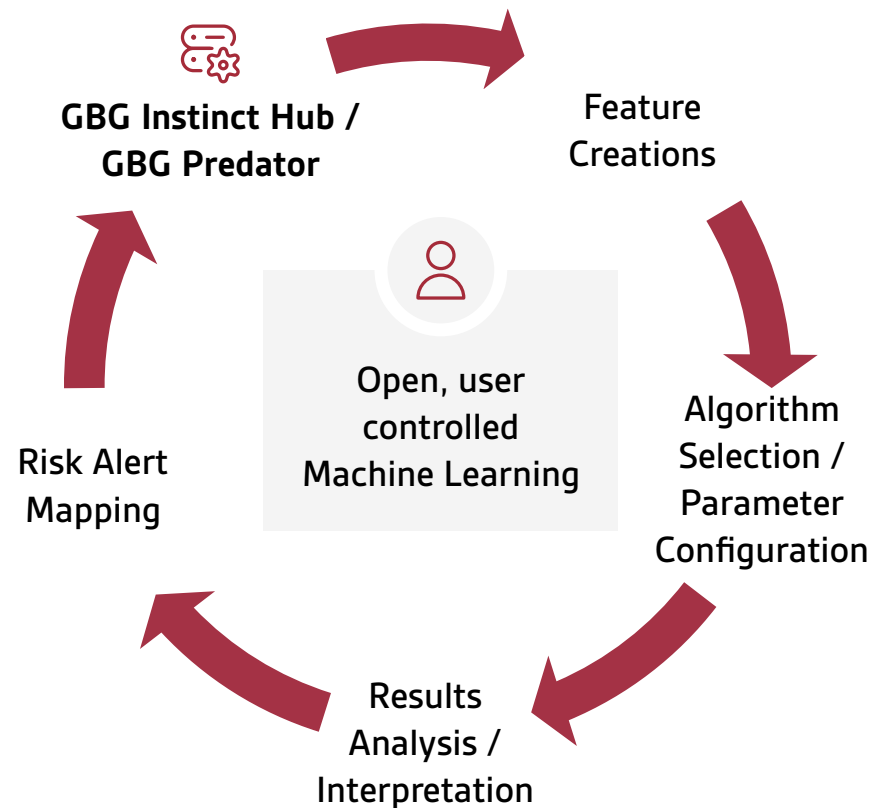 GBG Instinct Hub /
GBG Predator
Feature
Creations
Algorithm
Selection /
Parameter
Configuration
Results
Analysis /
Interpretation
Risk Alert
Mapping
Open, user
controlled
Machine Learning